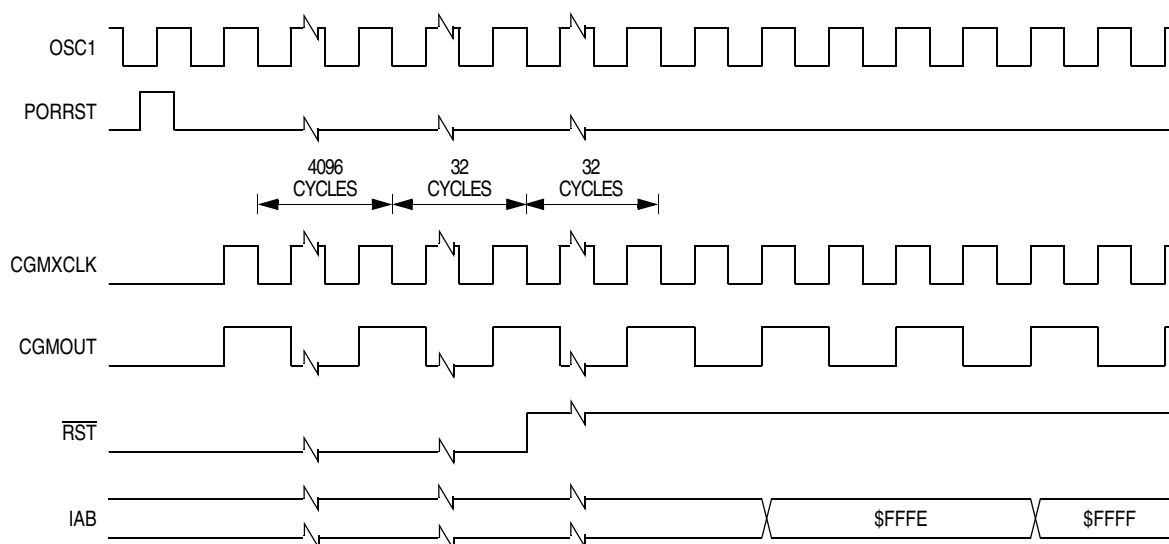 OSC1
PORRST
4096
CYCLES
32
CYCLES
32
CYCLES
CGMXCLK
CGMOUT
RST
IAB
$FFFE
$FFFF